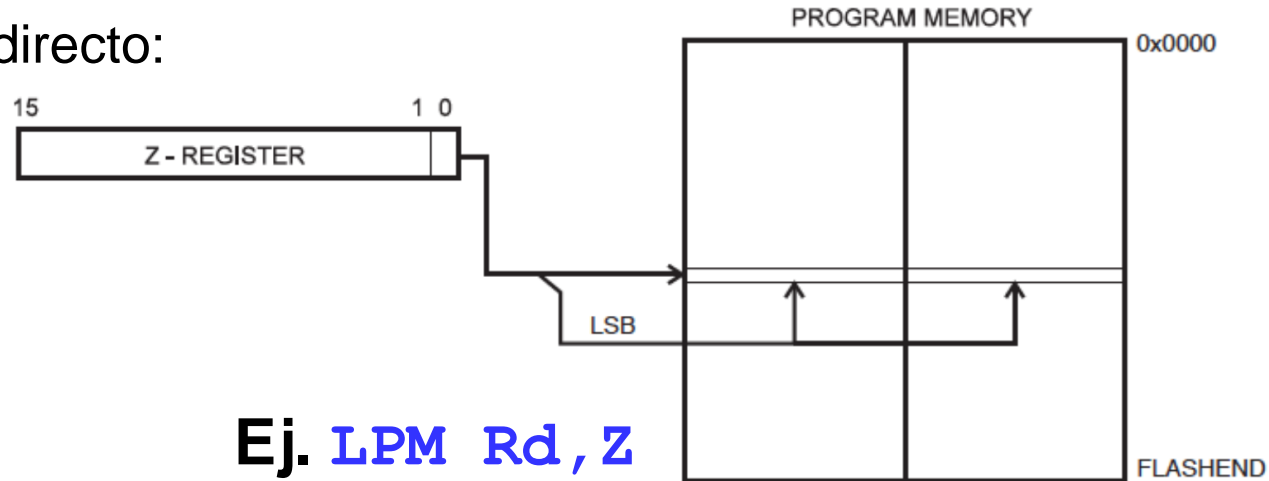 directo:
PROGRAM MEMORY
0x0000
15 1 0
Z - REGISTER
LSB
Ej. LPM Rd,Z
FLASHEND